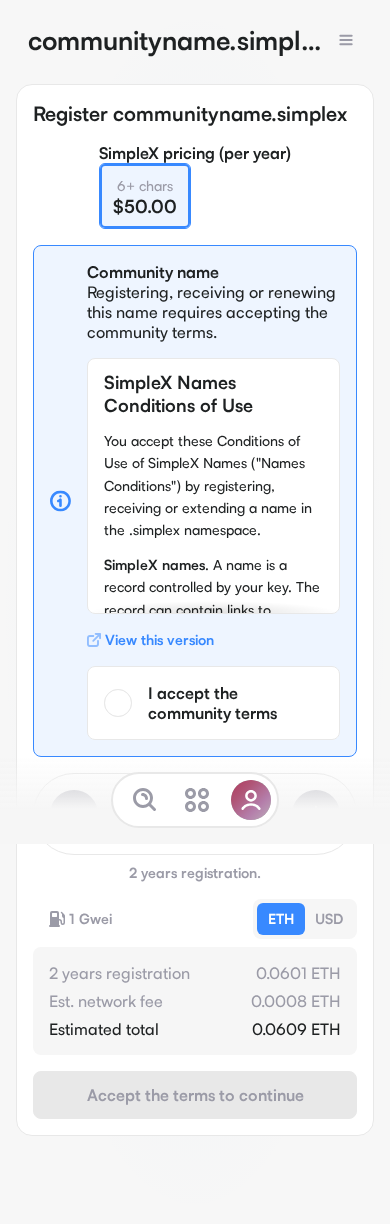 communityname.simpl...
Register communityname.simplex
SimpleX pricing (per year)
6+ chars
$50.00
Community name
Registering, receiving or renewing
this name requires accepting the
community terms.
SimpleX Names
Conditions of Use
You accept these Conditions of
Use of SimpleX Names ("Names
Conditions") by registering,
receiving or extending a name in
the .simplex namespace.
SimpleX names. A name is a
record controlled by your key. The
record can contain links to
View this version
I accept the
community terms
2 years registration.
1 Gwei
ETH USD
2 years registration 0.0601 ETH
Est. network fee 0.0008 ETH
Estimated total 0.0609 ETH
Accept the terms to continue